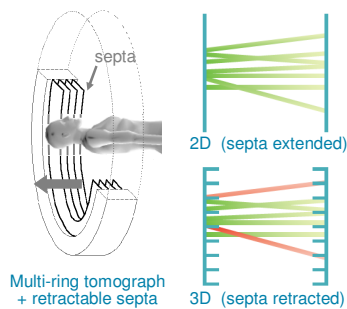 septa
2D (septa extended)
Multi-ring tomograph
+ retractable septa
3D (septa retracted)